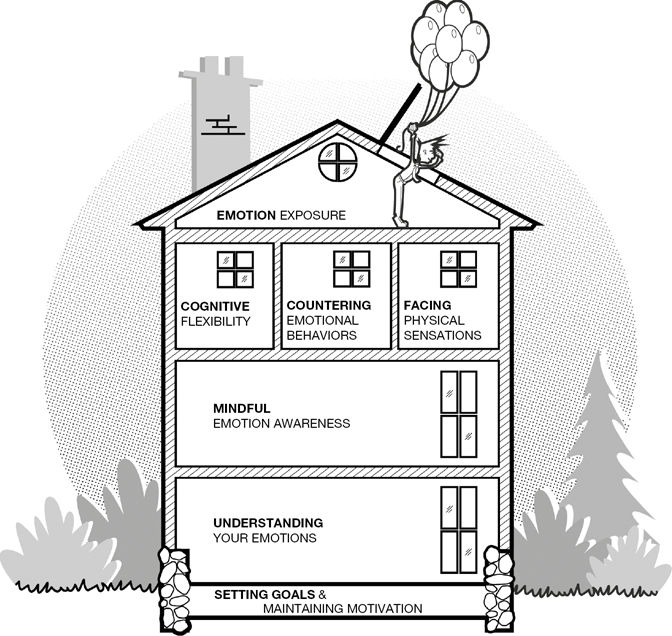 EMOTION EXPOSURE
COGNITIVE
FLEXIBILITY
COUNTERING
EMOTIONAL
BEHAVIORS
FACING
PHYSICAL
SENSATIONS
MINDFUL
EMOTION AWARENESS
UNDERSTANDING
YOUR EMOTIONS
SETTING GOALS &
MAINTAINING MOTIVATION